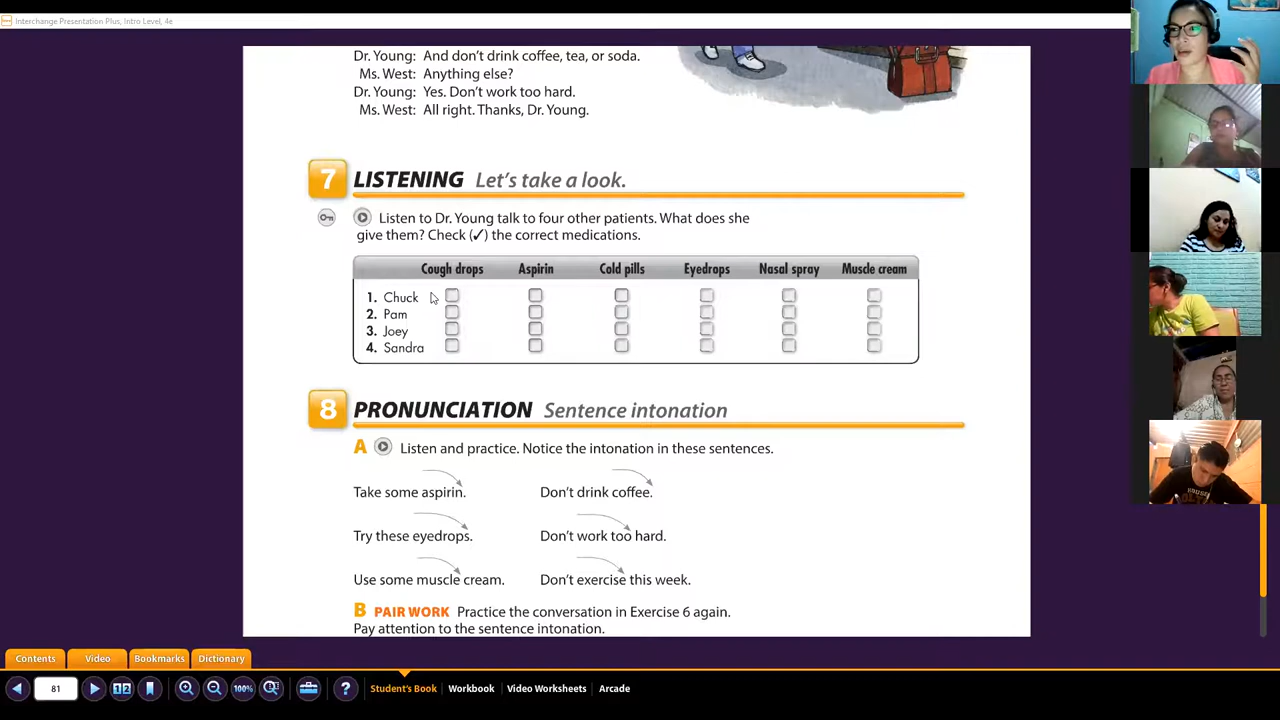 Interchange Presentation Plus, Intro Level, 4e
Dr. Young: And don't drink coffee, tea, or soda.
Ms. West: Anything else?
Dr. Young: Yes. Don't work too hard.
Ms. West: All right. Thanks, Dr. Young.
7 LISTENING Let's take a look.
Listen to Dr. Young talk to four other patients. What does she
give them? Check (✓) the correct medications.
Cough drops Aspirin Cold pills Eyedrops Nasal spray Muscle cream
1. Chuck
2. Pam
3. Joey
4. Sandra
8 PRONUNCIATION Sentence intonation
A Listen and practice. Notice the intonation in these sentences.
Take some aspirin. Don't drink coffee.
Try these eyedrops. Don't work too hard.
Use some muscle cream. Don't exercise this week.
B PAIR WORK Practice the conversation in Exercise 6 again.
Pay attention to the sentence intonation.
Contents Video Bookmarks Dictionary
81 12 100% ? Student's Book Workbook Video Worksheets Arcade